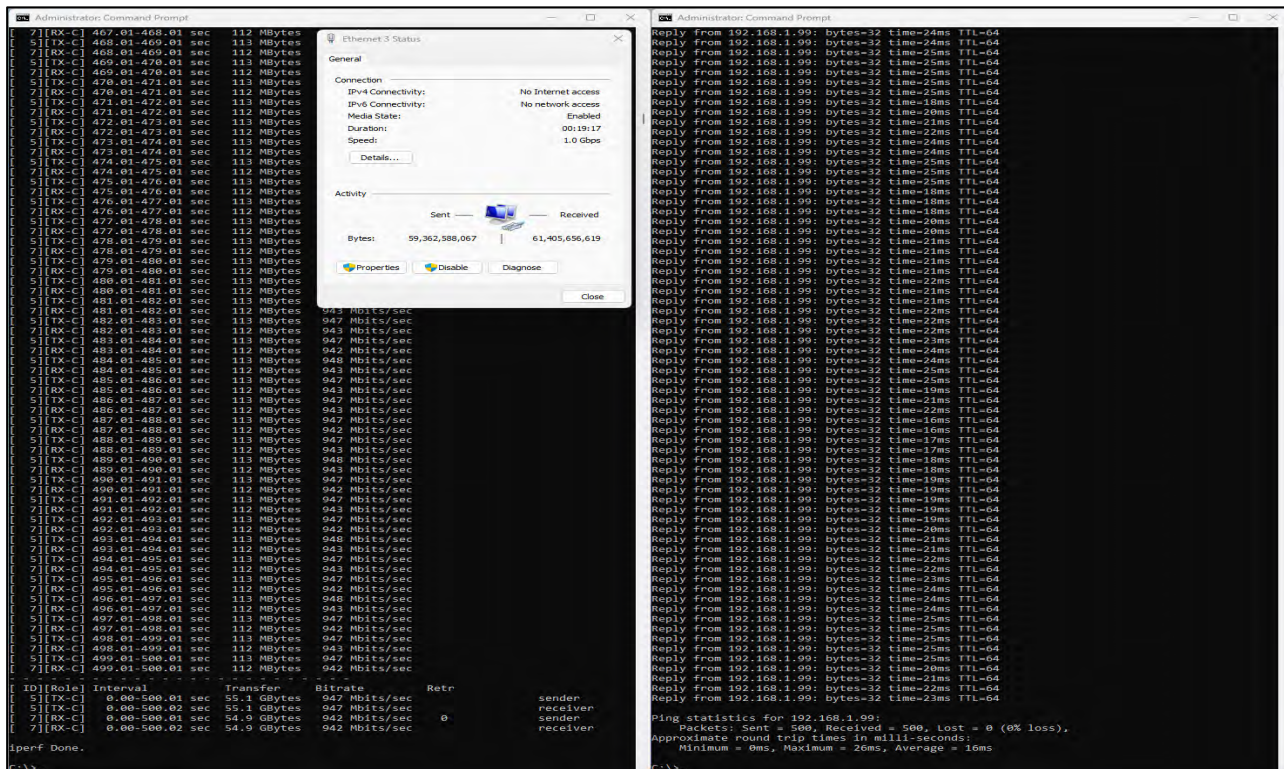 Administrator: Command Prompt
[  7][RX-C] 467.01-468.01 sec   112 MBytes
[  5][TX-C] 468.01-469.01 sec   113 MBytes
[  7][RX-C] 468.01-469.01 sec   112 MBytes
[  5][TX-C] 469.01-470.01 sec   113 MBytes
[  7][RX-C] 469.01-470.01 sec   112 MBytes
[  5][TX-C] 470.01-471.01 sec   113 MBytes
[  7][RX-C] 470.01-471.01 sec   112 MBytes
[  5][TX-C] 471.01-472.01 sec   113 MBytes
[  7][RX-C] 471.01-472.01 sec   112 MBytes
[  5][TX-C] 472.01-473.01 sec   113 MBytes
[  7][RX-C] 472.01-473.01 sec   112 MBytes
[  5][TX-C] 473.01-474.01 sec   113 MBytes
[  7][RX-C] 473.01-474.01 sec   112 MBytes
[  5][TX-C] 474.01-475.01 sec   113 MBytes
[  7][RX-C] 474.01-475.01 sec   112 MBytes
[  5][TX-C] 475.01-476.01 sec   113 MBytes
[  7][RX-C] 475.01-476.01 sec   112 MBytes
[  5][TX-C] 476.01-477.01 sec   113 MBytes
[  7][RX-C] 476.01-477.01 sec   112 MBytes
[  5][TX-C] 477.01-478.01 sec   113 MBytes
[  7][RX-C] 477.01-478.01 sec   112 MBytes
[  5][TX-C] 478.01-479.01 sec   113 MBytes
[  7][RX-C] 478.01-479.01 sec   112 MBytes
[  5][TX-C] 479.01-480.01 sec   113 MBytes
[  7][RX-C] 479.01-480.01 sec   112 MBytes
[  5][TX-C] 480.01-481.01 sec   113 MBytes
[  7][RX-C] 480.01-481.01 sec   112 MBytes
[  5][TX-C] 481.01-482.01 sec   113 MBytes
[  7][RX-C] 481.01-482.01 sec   112 MBytes   943 Mbits/sec
[  5][TX-C] 482.01-483.01 sec   113 MBytes   947 Mbits/sec
[  7][RX-C] 482.01-483.01 sec   112 MBytes   943 Mbits/sec
[  5][TX-C] 483.01-484.01 sec   113 MBytes   947 Mbits/sec
[  7][RX-C] 483.01-484.01 sec   112 MBytes   942 Mbits/sec
[  5][TX-C] 484.01-485.01 sec   113 MBytes   948 Mbits/sec
[  7][RX-C] 484.01-485.01 sec   112 MBytes   943 Mbits/sec
[  5][TX-C] 485.01-486.01 sec   113 MBytes   947 Mbits/sec
[  7][RX-C] 485.01-486.01 sec   112 MBytes   943 Mbits/sec
[  5][TX-C] 486.01-487.01 sec   113 MBytes   947 Mbits/sec
[  7][RX-C] 486.01-487.01 sec   112 MBytes   943 Mbits/sec
[  5][TX-C] 487.01-488.01 sec   113 MBytes   947 Mbits/sec
[  7][RX-C] 487.01-488.01 sec   112 MBytes   942 Mbits/sec
[  5][TX-C] 488.01-489.01 sec   113 MBytes   947 Mbits/sec
[  7][RX-C] 488.01-489.01 sec   112 MBytes   943 Mbits/sec
[  5][TX-C] 489.01-490.01 sec   113 MBytes   948 Mbits/sec
[  7][RX-C] 489.01-490.01 sec   112 MBytes   942 Mbits/sec
[  5][TX-C] 490.01-491.01 sec   113 MBytes   947 Mbits/sec
[  7][RX-C] 490.01-491.01 sec   112 MBytes   942 Mbits/sec
[  5][TX-C] 491.01-492.01 sec   113 MBytes   947 Mbits/sec
[  7][RX-C] 491.01-492.01 sec   112 MBytes   943 Mbits/sec
[  5][TX-C] 492.01-493.01 sec   113 MBytes   947 Mbits/sec
[  7][RX-C] 492.01-493.01 sec   112 MBytes   942 Mbits/sec
[  5][TX-C] 493.01-494.01 sec   113 MBytes   948 Mbits/sec
[  7][RX-C] 493.01-494.01 sec   112 MBytes   943 Mbits/sec
[  5][TX-C] 494.01-495.01 sec   113 MBytes   947 Mbits/sec
[  7][RX-C] 494.01-495.01 sec   112 MBytes   943 Mbits/sec
[  5][TX-C] 495.01-496.01 sec   113 MBytes   947 Mbits/sec
[  7][RX-C] 495.01-496.01 sec   112 MBytes   942 Mbits/sec
[  5][TX-C] 496.01-497.01 sec   113 MBytes   948 Mbits/sec
[  7][RX-C] 496.01-497.01 sec   112 MBytes   943 Mbits/sec
[  5][TX-C] 497.01-498.01 sec   113 MBytes   947 Mbits/sec
[  7][RX-C] 497.01-498.01 sec   112 MBytes   942 Mbits/sec
[  5][TX-C] 498.01-499.01 sec   113 MBytes   947 Mbits/sec
[  7][RX-C] 498.01-499.01 sec   112 MBytes   943 Mbits/sec
[  5][TX-C] 499.01-500.01 sec   113 MBytes   947 Mbits/sec
[  7][RX-C] 499.01-500.01 sec   112 MBytes   942 Mbits/sec
- - - - - - - - - - - - - - - - - - - - - - - - -
[ ID][Role] Interval           Transfer     Bitrate         Retr
[  5][TX-C]   0.00-500.01 sec  55.1 GBytes   947 Mbits/sec                  sender
[  5][TX-C]   0.00-500.02 sec  55.1 GBytes   947 Mbits/sec                  receiver
[  7][RX-C]   0.00-500.01 sec  54.9 GBytes   942 Mbits/sec    0             sender
[  7][RX-C]   0.00-500.02 sec  54.9 GBytes   942 Mbits/sec                  receiver
iperf Done.
C:\>
Ethernet 3 Status
General
Connection
IPv4 Connectivity: No Internet access
IPv6 Connectivity: No network access
Media State: Enabled
Duration: 00:19:17
Speed: 1.0 Gbps
Details...
Activity
Sent — — Received
Bytes: 59,362,588,067 | 61,405,656,619
Properties Disable Diagnose
Close
Administrator: Command Prompt
Reply from 192.168.1.99: bytes=32 time=24ms TTL=64
Reply from 192.168.1.99: bytes=32 time=24ms TTL=64
Reply from 192.168.1.99: bytes=32 time=25ms TTL=64
Reply from 192.168.1.99: bytes=32 time=25ms TTL=64
Reply from 192.168.1.99: bytes=32 time=25ms TTL=64
Reply from 192.168.1.99: bytes=32 time=25ms TTL=64
Reply from 192.168.1.99: bytes=32 time=25ms TTL=64
Reply from 192.168.1.99: bytes=32 time=18ms TTL=64
Reply from 192.168.1.99: bytes=32 time=20ms TTL=64
Reply from 192.168.1.99: bytes=32 time=21ms TTL=64
Reply from 192.168.1.99: bytes=32 time=22ms TTL=64
Reply from 192.168.1.99: bytes=32 time=24ms TTL=64
Reply from 192.168.1.99: bytes=32 time=24ms TTL=64
Reply from 192.168.1.99: bytes=32 time=25ms TTL=64
Reply from 192.168.1.99: bytes=32 time=25ms TTL=64
Reply from 192.168.1.99: bytes=32 time=25ms TTL=64
Reply from 192.168.1.99: bytes=32 time=18ms TTL=64
Reply from 192.168.1.99: bytes=32 time=18ms TTL=64
Reply from 192.168.1.99: bytes=32 time=18ms TTL=64
Reply from 192.168.1.99: bytes=32 time=20ms TTL=64
Reply from 192.168.1.99: bytes=32 time=20ms TTL=64
Reply from 192.168.1.99: bytes=32 time=21ms TTL=64
Reply from 192.168.1.99: bytes=32 time=21ms TTL=64
Reply from 192.168.1.99: bytes=32 time=21ms TTL=64
Reply from 192.168.1.99: bytes=32 time=21ms TTL=64
Reply from 192.168.1.99: bytes=32 time=22ms TTL=64
Reply from 192.168.1.99: bytes=32 time=21ms TTL=64
Reply from 192.168.1.99: bytes=32 time=21ms TTL=64
Reply from 192.168.1.99: bytes=32 time=22ms TTL=64
Reply from 192.168.1.99: bytes=32 time=22ms TTL=64
Reply from 192.168.1.99: bytes=32 time=22ms TTL=64
Reply from 192.168.1.99: bytes=32 time=23ms TTL=64
Reply from 192.168.1.99: bytes=32 time=24ms TTL=64
Reply from 192.168.1.99: bytes=32 time=24ms TTL=64
Reply from 192.168.1.99: bytes=32 time=25ms TTL=64
Reply from 192.168.1.99: bytes=32 time=25ms TTL=64
Reply from 192.168.1.99: bytes=32 time=19ms TTL=64
Reply from 192.168.1.99: bytes=32 time=21ms TTL=64
Reply from 192.168.1.99: bytes=32 time=22ms TTL=64
Reply from 192.168.1.99: bytes=32 time=16ms TTL=64
Reply from 192.168.1.99: bytes=32 time=16ms TTL=64
Reply from 192.168.1.99: bytes=32 time=17ms TTL=64
Reply from 192.168.1.99: bytes=32 time=17ms TTL=64
Reply from 192.168.1.99: bytes=32 time=18ms TTL=64
Reply from 192.168.1.99: bytes=32 time=18ms TTL=64
Reply from 192.168.1.99: bytes=32 time=19ms TTL=64
Reply from 192.168.1.99: bytes=32 time=19ms TTL=64
Reply from 192.168.1.99: bytes=32 time=19ms TTL=64
Reply from 192.168.1.99: bytes=32 time=19ms TTL=64
Reply from 192.168.1.99: bytes=32 time=19ms TTL=64
Reply from 192.168.1.99: bytes=32 time=20ms TTL=64
Reply from 192.168.1.99: bytes=32 time=21ms TTL=64
Reply from 192.168.1.99: bytes=32 time=21ms TTL=64
Reply from 192.168.1.99: bytes=32 time=22ms TTL=64
Reply from 192.168.1.99: bytes=32 time=22ms TTL=64
Reply from 192.168.1.99: bytes=32 time=23ms TTL=64
Reply from 192.168.1.99: bytes=32 time=24ms TTL=64
Reply from 192.168.1.99: bytes=32 time=24ms TTL=64
Reply from 192.168.1.99: bytes=32 time=24ms TTL=64
Reply from 192.168.1.99: bytes=32 time=25ms TTL=64
Reply from 192.168.1.99: bytes=32 time=25ms TTL=64
Reply from 192.168.1.99: bytes=32 time=25ms TTL=64
Reply from 192.168.1.99: bytes=32 time=25ms TTL=64
Reply from 192.168.1.99: bytes=32 time=25ms TTL=64
Reply from 192.168.1.99: bytes=32 time=20ms TTL=64
Reply from 192.168.1.99: bytes=32 time=21ms TTL=64
Reply from 192.168.1.99: bytes=32 time=22ms TTL=64
Reply from 192.168.1.99: bytes=32 time=23ms TTL=64
Ping statistics for 192.168.1.99:
Packets: Sent = 500, Received = 500, Lost = 0 (0% loss),
Approximate round trip times in milli-seconds:
Minimum = 0ms, Maximum = 26ms, Average = 16ms
C:\>